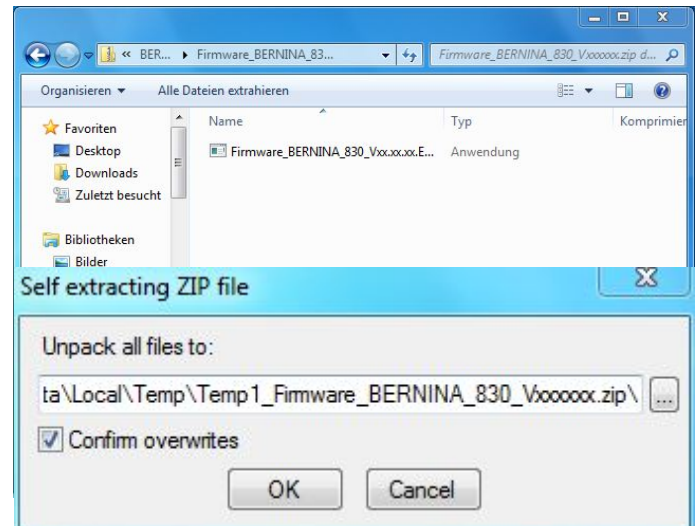 « BER... ▸ Firmware_BERNINA_83...
Firmware_BERNINA_830_Vxxxxxx.zip d...
Organisieren Alle Dateien extrahieren
Name Typ Komprimier
Favoriten
Desktop
Downloads
Zuletzt besucht
Bibliotheken
Bilder
Firmware_BERNINA_830_Vxx.xx.xx.E... Anwendung
Self extracting ZIP file
Unpack all files to:
ta\Local\Temp\Temp1_Firmware_BERNINA_830_Vxxxxxx.zip\ ...
Confirm overwrites
OK Cancel